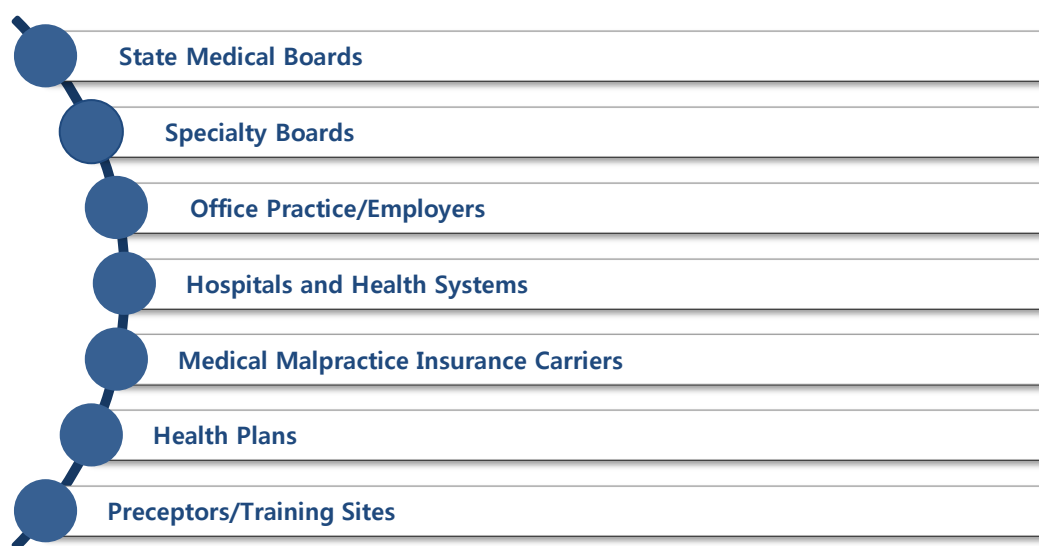 State Medical Boards
Specialty Boards
Office Practice/Employers
Hospitals and Health Systems
Medical Malpractice Insurance Carriers
Health Plans
Preceptors/Training Sites